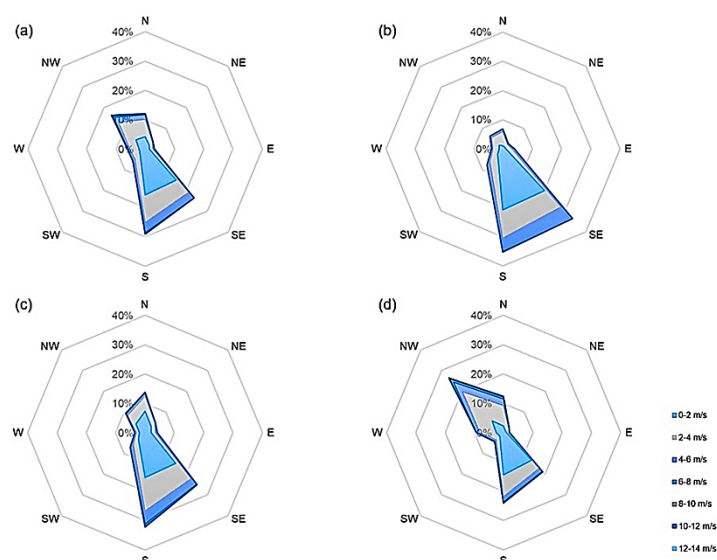 (a)
N
40%
30%
20%
0%
0%
NW
NE
W
E
SW
SE
S
(b)
N
40%
30%
20%
10%
0%
NW
NE
W
E
SW
SE
S
(c)
N
40%
30%
20%
10%
0%
NW
NE
W
E
SW
SE
S
(d)
N
40%
30%
20%
10%
0%
NW
NE
W
E
SW
SE
S
0-2 m/s
2-4 m/s
4-6 m/s
6-8 m/s
8-10 m/s
10-12 m/s
12-14 m/s